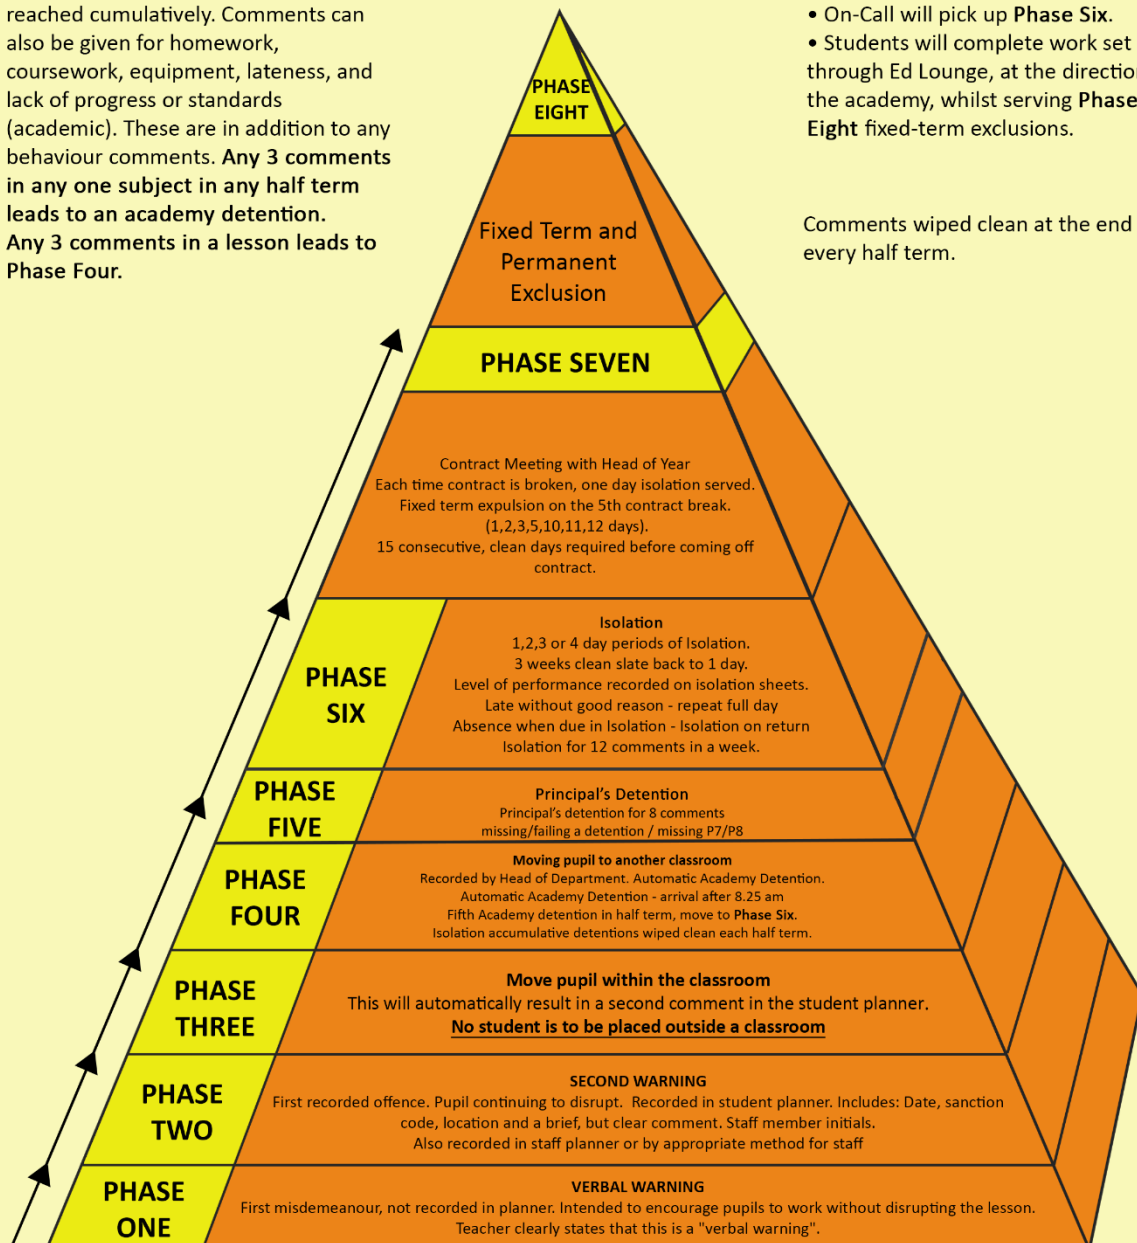 reached cumulatively. Comments can
also be given for homework,
coursework, equipment, lateness, and
lack of progress or standards
(academic). These are in addition to any
behaviour comments. Any 3 comments
in any one subject in any half term
leads to an academy detention.
Any 3 comments in a lesson leads to
Phase Four.
• On-Call will pick up Phase Six.
• Students will complete work set
through Ed Lounge, at the direction
the academy, whilst serving Phase
Eight fixed-term exclusions.
Comments wiped clean at the end
every half term.
PHASE
EIGHT
Fixed Term and
Permanent
Exclusion
PHASE SEVEN
Contract Meeting with Head of Year
Each time contract is broken, one day isolation served.
Fixed term expulsion on the 5th contract break.
(1,2,3,5,10,11,12 days).
15 consecutive, clean days required before coming off
contract.
PHASE
SIX
Isolation
1,2,3 or 4 day periods of Isolation.
3 weeks clean slate back to 1 day.
Level of performance recorded on isolation sheets.
Late without good reason - repeat full day
Absence when due in Isolation - Isolation on return
Isolation for 12 comments in a week.
PHASE
FIVE
Principal's Detention
Principal's detention for 8 comments
missing/failing a detention / missing P7/P8
PHASE
FOUR
Moving pupil to another classroom
Recorded by Head of Department. Automatic Academy Detention.
Automatic Academy Detention - arrival after 8.25 am
Fifth Academy detention in half term, move to Phase Six.
Isolation accumulative detentions wiped clean each half term.
PHASE
THREE
Move pupil within the classroom
This will automatically result in a second comment in the student planner.
No student is to be placed outside a classroom
PHASE
TWO
SECOND WARNING
First recorded offence. Pupil continuing to disrupt. Recorded in student planner. Includes: Date, sanction
code, location and a brief, but clear comment. Staff member initials.
Also recorded in staff planner or by appropriate method for staff
PHASE
ONE
VERBAL WARNING
First misdemeanour, not recorded in planner. Intended to encourage pupils to work without disrupting the lesson.
Teacher clearly states that this is a "verbal warning".